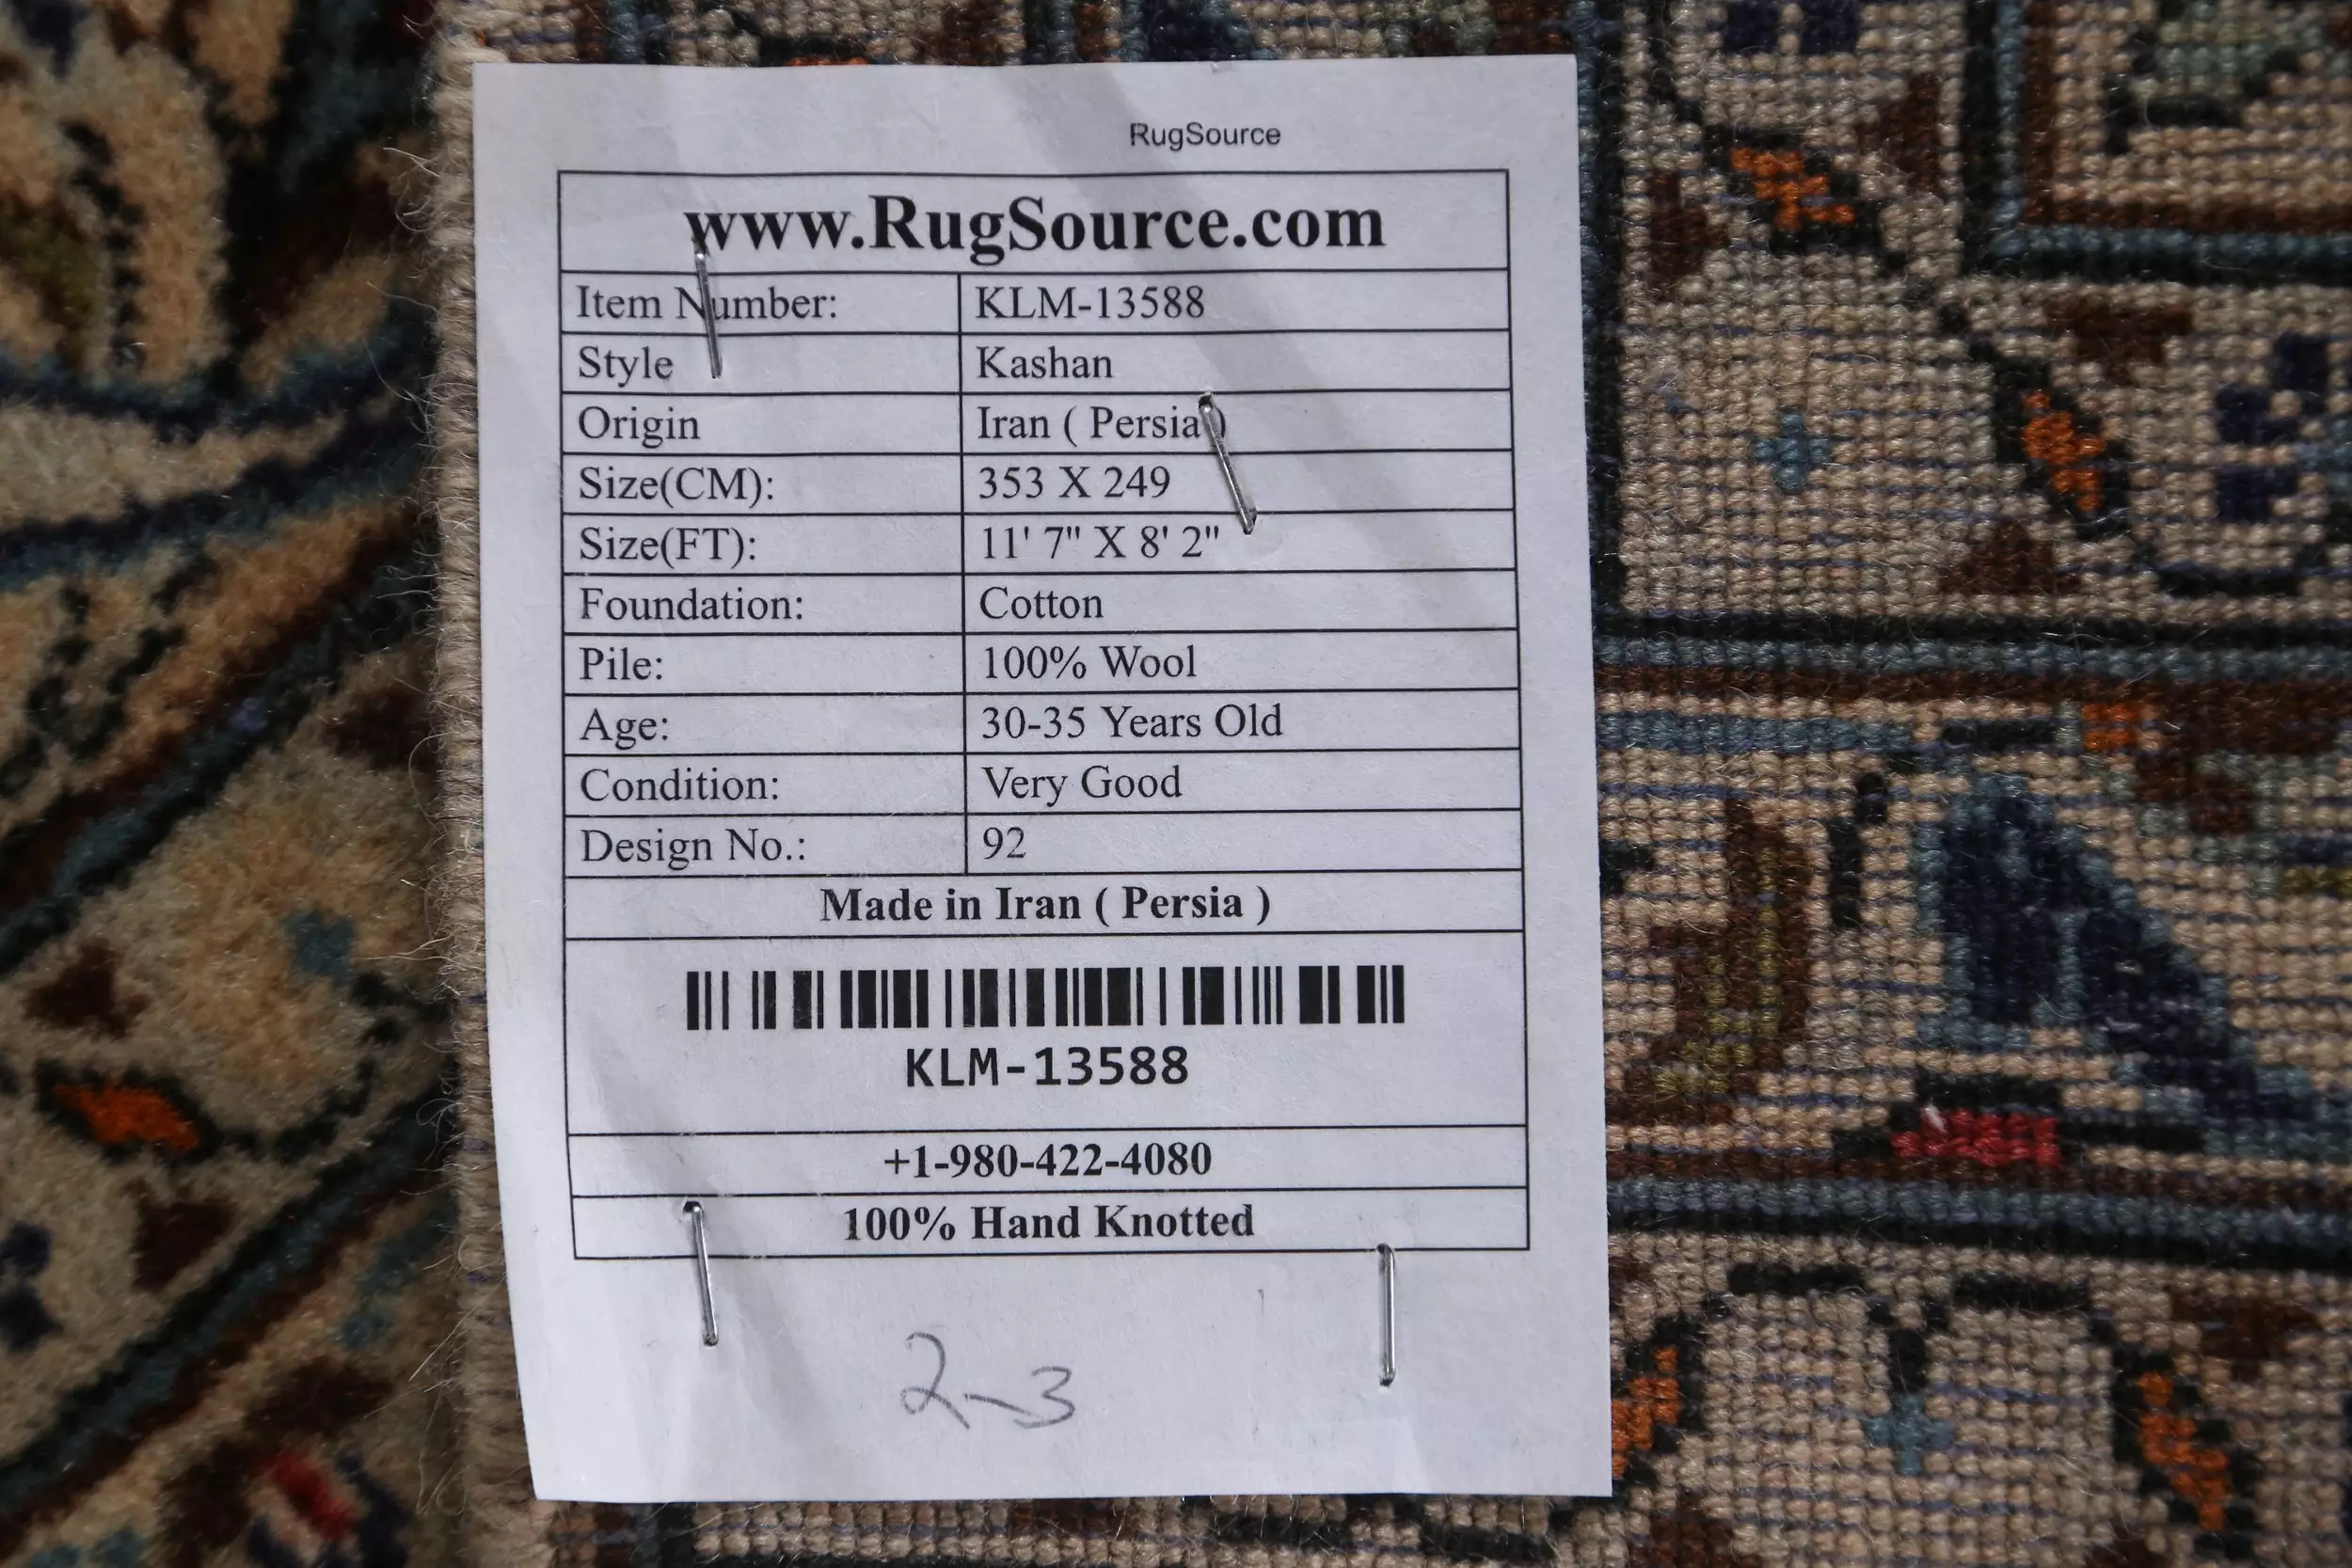 RugSource
www.RugSource.com
Item Number: KLM-13588
Style Kashan
Origin Iran ( Persia )
Size(CM): 353 X 249
Size(FT): 11' 7" X 8' 2"
Foundation: Cotton
Pile: 100% Wool
Age: 30-35 Years Old
Condition: Very Good
Design No.: 92
Made in Iran ( Persia )
KLM-13588
+1-980-422-4080
100% Hand Knotted
2-3